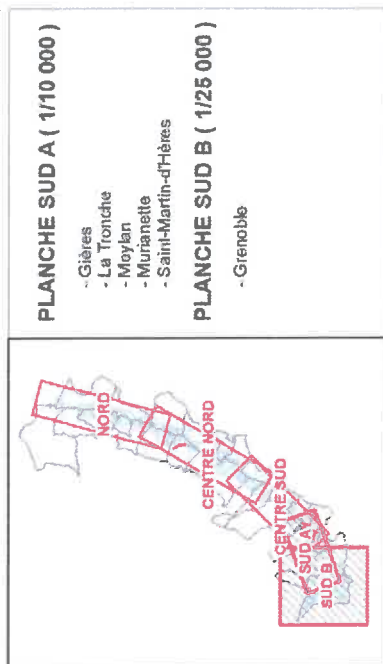 PLANCHE SUD A ( 1/10 000 )
- Gières
- La Tronche
- Meylan
- Murianette
- Saint-Martin-d'Hères
PLANCHE SUD B ( 1/25 000 )
- Grenoble
NORD
CENTRE NORD
CENTRE SUD
SUD A
SUD B